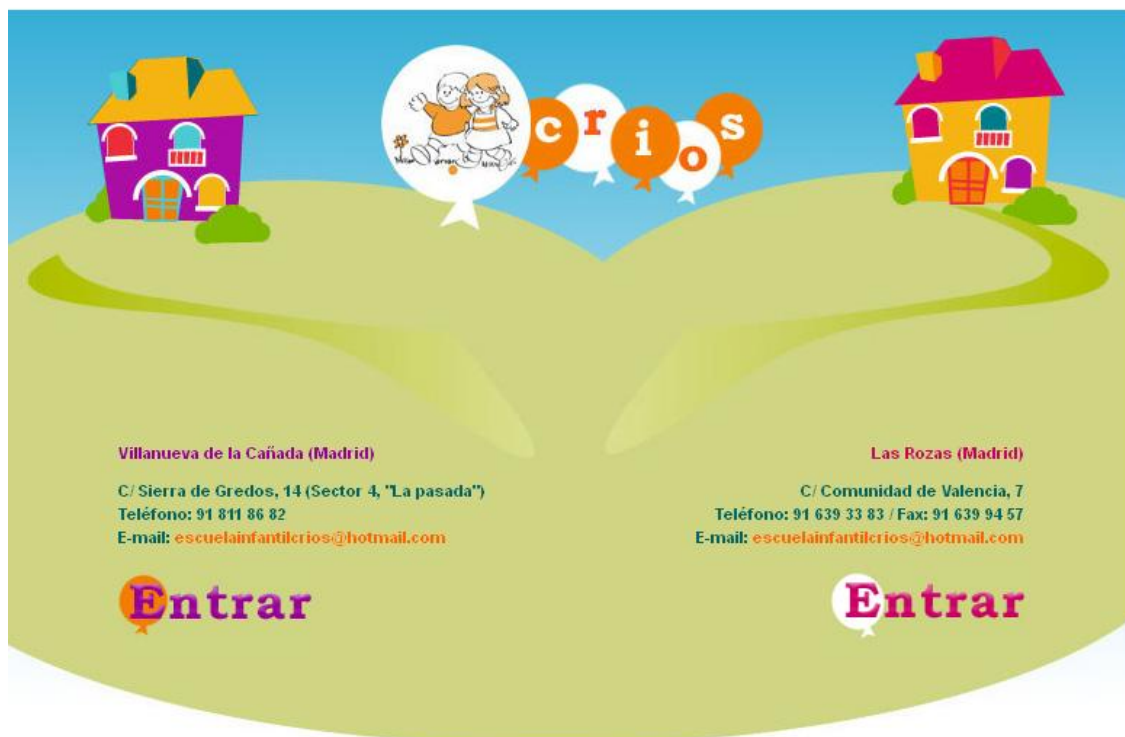 crios
Villanueva de la Cañada (Madrid)
C/ Sierra de Gredos, 14 (Sector 4, "La pasada")
Teléfono: 91 811 86 82
E-mail: escuelainfantilcrios@hotmail.com
Entrar
Las Rozas (Madrid)
C/ Comunidad de Valencia, 7
Teléfono: 91 639 33 83 / Fax: 91 639 94 57
E-mail: escuelainfantilcrios@hotmail.com
Entrar